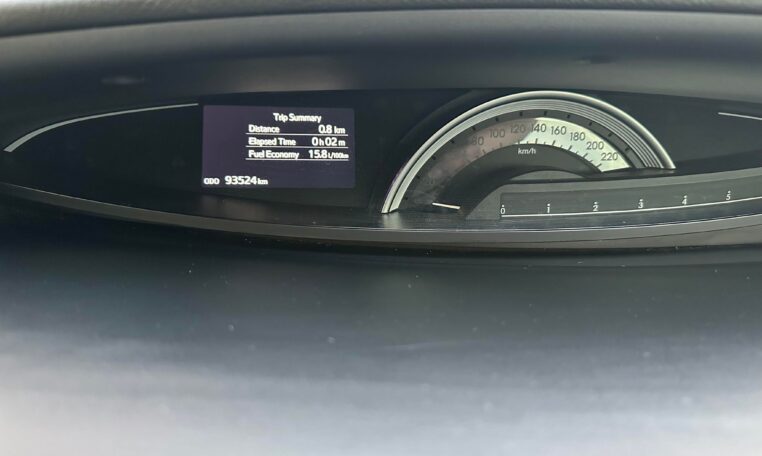 Trip Summary
Distance 0.8 km
Elapsed Time 0 h 02 m
Fuel Economy 15.8 L/100km
ODO 93524 km
80 100 120 140 160 180 200 220
km/h
0 1 2 3 4 5